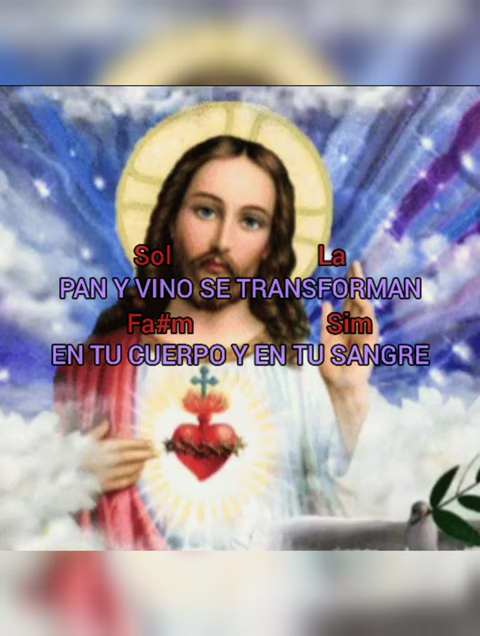 Sol La
PAN Y VINO SE TRANSFORMAN
Fa#m Sim
EN TU CUERPO Y EN TU SANGRE